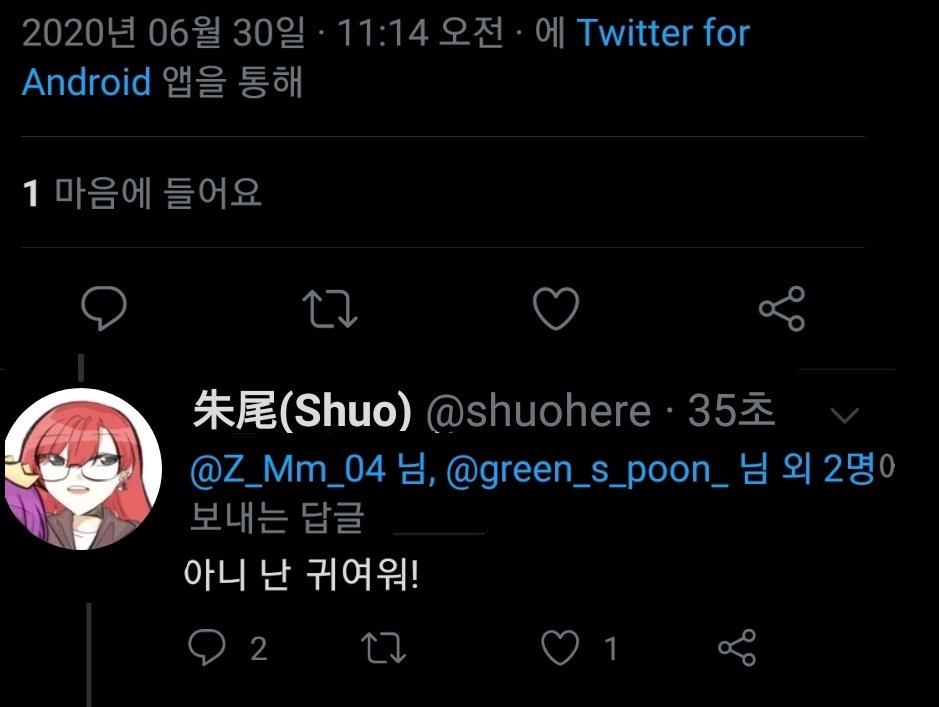 2020년 06월 30일 · 11:14 오전 · 에 Twitter for
Android 앱을 통해
1 마음에 들어요
朱尾(Shuo) @shuohere · 35초
@Z_Mm_04 님, @green_s_poon_ 님 외 2명에
보내는 답글
아니 난 귀여워!
2 1